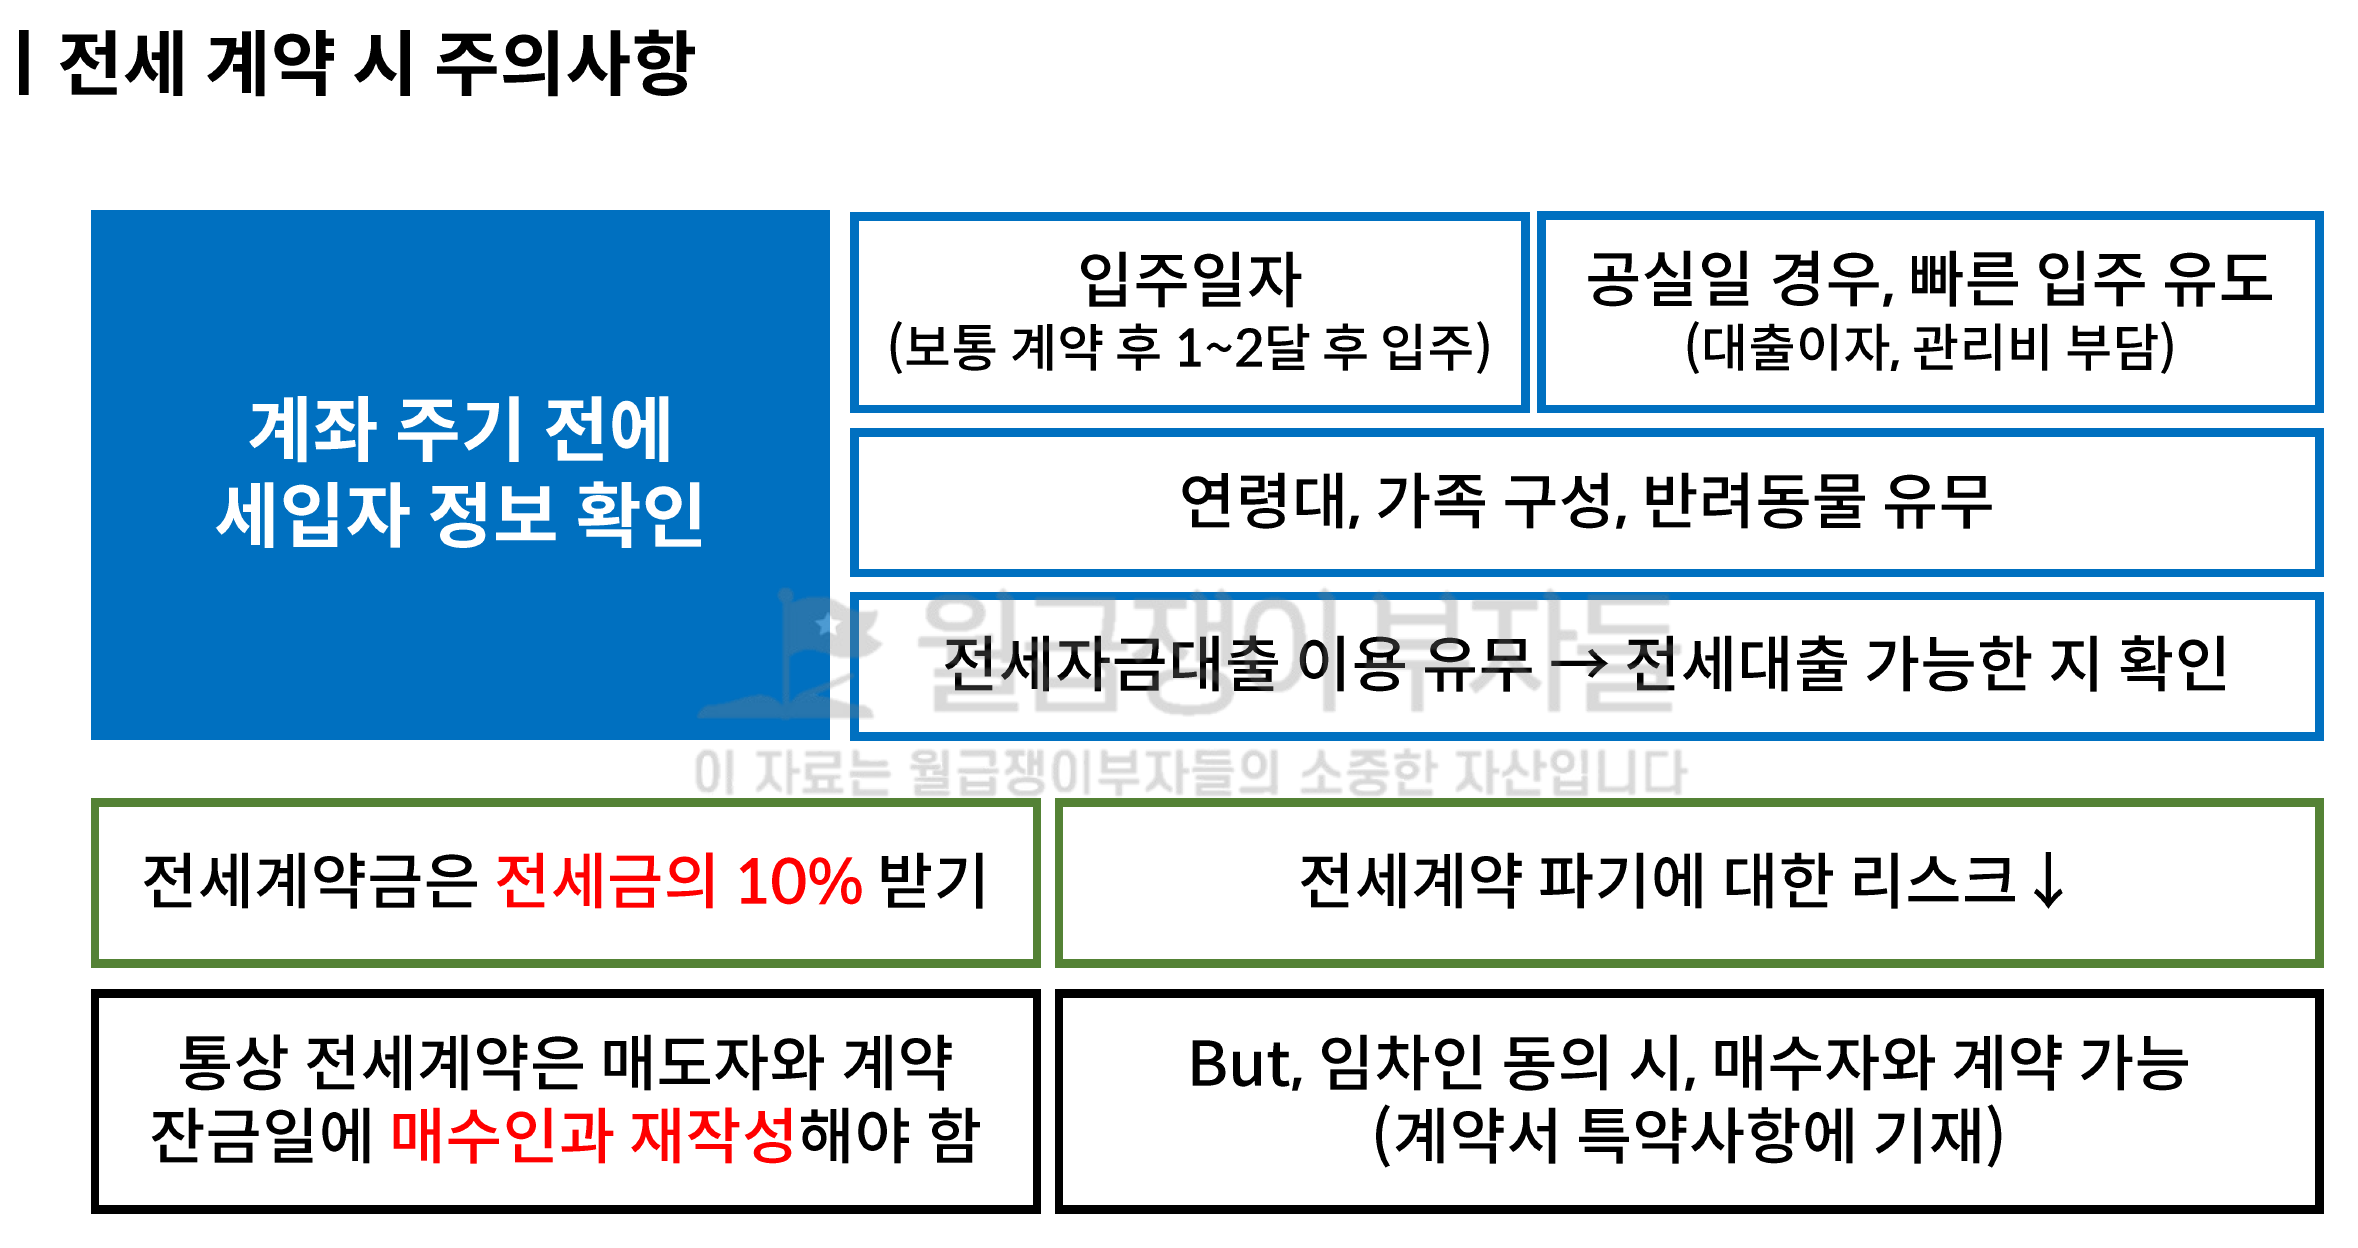 | 전세 계약 시 주의사항
계좌 주기 전에
세입자 정보 확인
입주일자
(보통 계약 후 1~2달 후 입주)
공실일 경우, 빠른 입주 유도
(대출이자, 관리비 부담)
연령대, 가족 구성, 반려동물 유무
전세자금대출 이용 유무 → 전세대출 가능한 지 확인
월급쟁이부자들
이 자료는 월급쟁이부자들의 소중한 자산입니다
전세계약금은 전세금의 10% 받기
전세계약 파기에 대한 리스크↓
통상 전세계약은 매도자와 계약
잔금일에 매수인과 재작성해야 함
But, 임차인 동의 시, 매수자와 계약 가능
(계약서 특약사항에 기재)